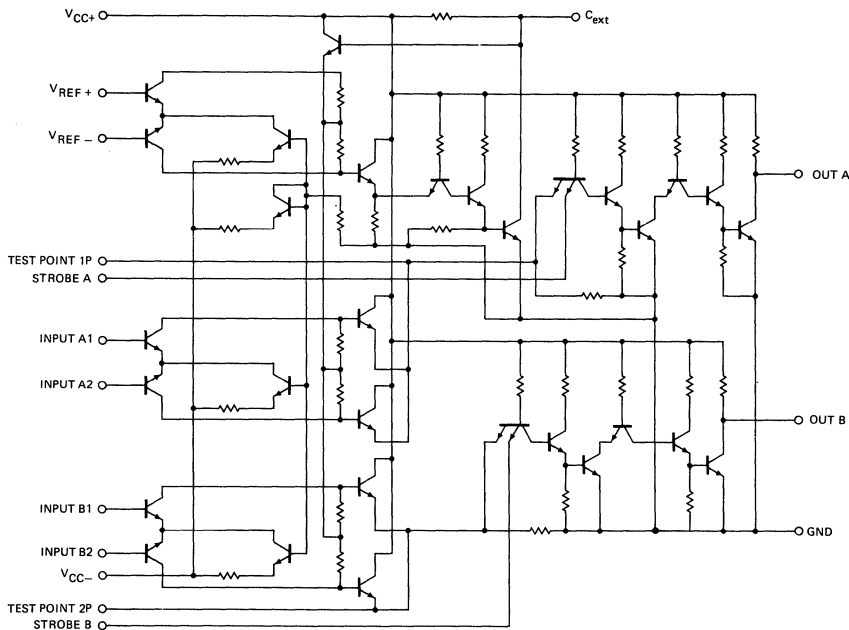 VCC+
Cext
VREF+
VREF−
OUT A
TEST POINT 1P
STROBE A
INPUT A1
INPUT A2
OUT B
INPUT B1
GND
INPUT B2
VCC−
TEST POINT 2P
STROBE B